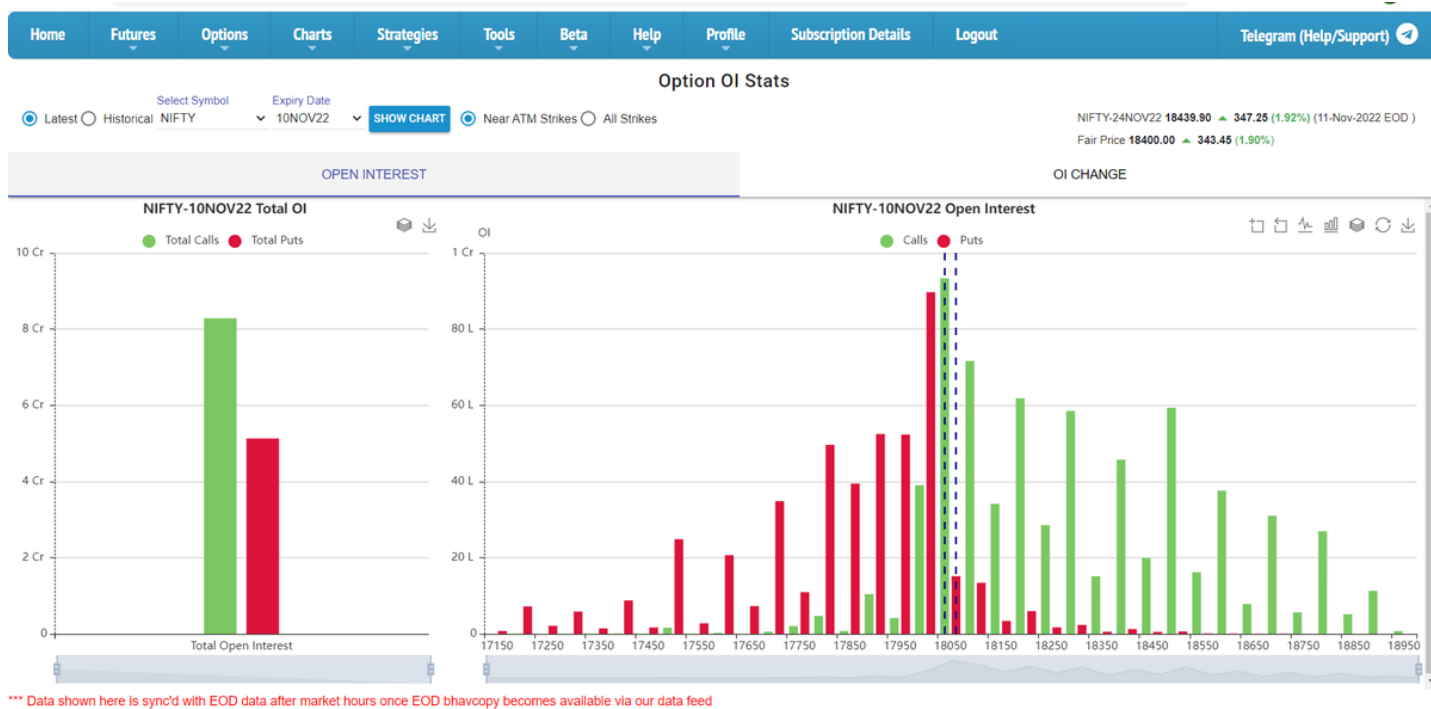 Home Futures Options Charts Strategies Tools Beta Help Profile Subscription Details Logout Telegram (Help/Support)
Option OI Stats
Select Symbol Expiry Date
Latest Historical NIFTY 10NOV22 SHOW CHART Near ATM Strikes All Strikes
NIFTY-24NOV22 18439.90 ▲ 347.25 (1.92%) (11-Nov-2022 EOD )
Fair Price 18400.00 ▲ 343.45 (1.90%)
OPEN INTEREST OI CHANGE
NIFTY-10NOV22 Total OI
Total Calls Total Puts
10 Cr
8 Cr
6 Cr
4 Cr
2 Cr
0
Total Open Interest
NIFTY-10NOV22 Open Interest
OI
Calls Puts
1 Cr
80 L
60 L
40 L
20 L
0
17150 17250 17350 17450 17550 17650 17750 17850 17950 18050 18150 18250 18350 18450 18550 18650 18750 18850 18950
*** Data shown here is sync'd with EOD data after market hours once EOD bhavcopy becomes available via our data feed